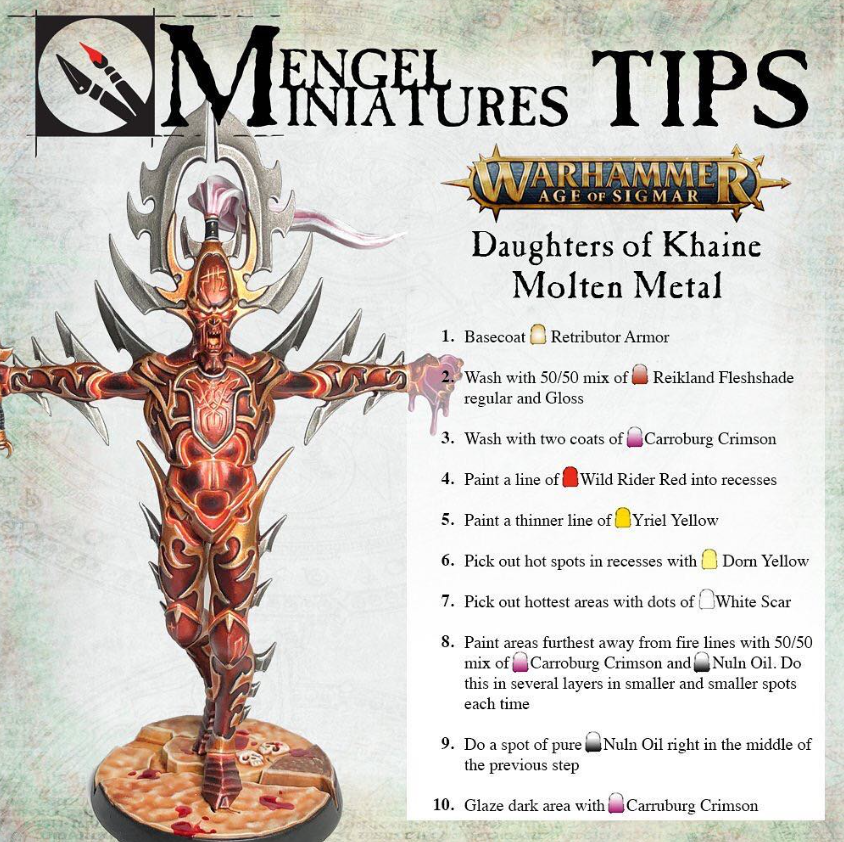 MENGEL MINIATURES TIPS
WARHAMMER
AGE OF SIGMAR
Daughters of Khaine
Molten Metal
1. Basecoat Retributor Armor
2. Wash with 50/50 mix of Reikland Fleshshade
regular and Gloss
3. Wash with two coats of Carroburg Crimson
4. Paint a line of Wild Rider Red into recesses
5. Paint a thinner line of Yriel Yellow
6. Pick out hot spots in recesses with Dorn Yellow
7. Pick out hottest areas with dots of White Scar
8. Paint areas furthest away from fire lines with 50/50
mix of Carroburg Crimson and Nuln Oil. Do
this in several layers in smaller and smaller spots
each time
9. Do a spot of pure Nuln Oil right in the middle of
the previous step
10. Glaze dark area with Carruburg Crimson